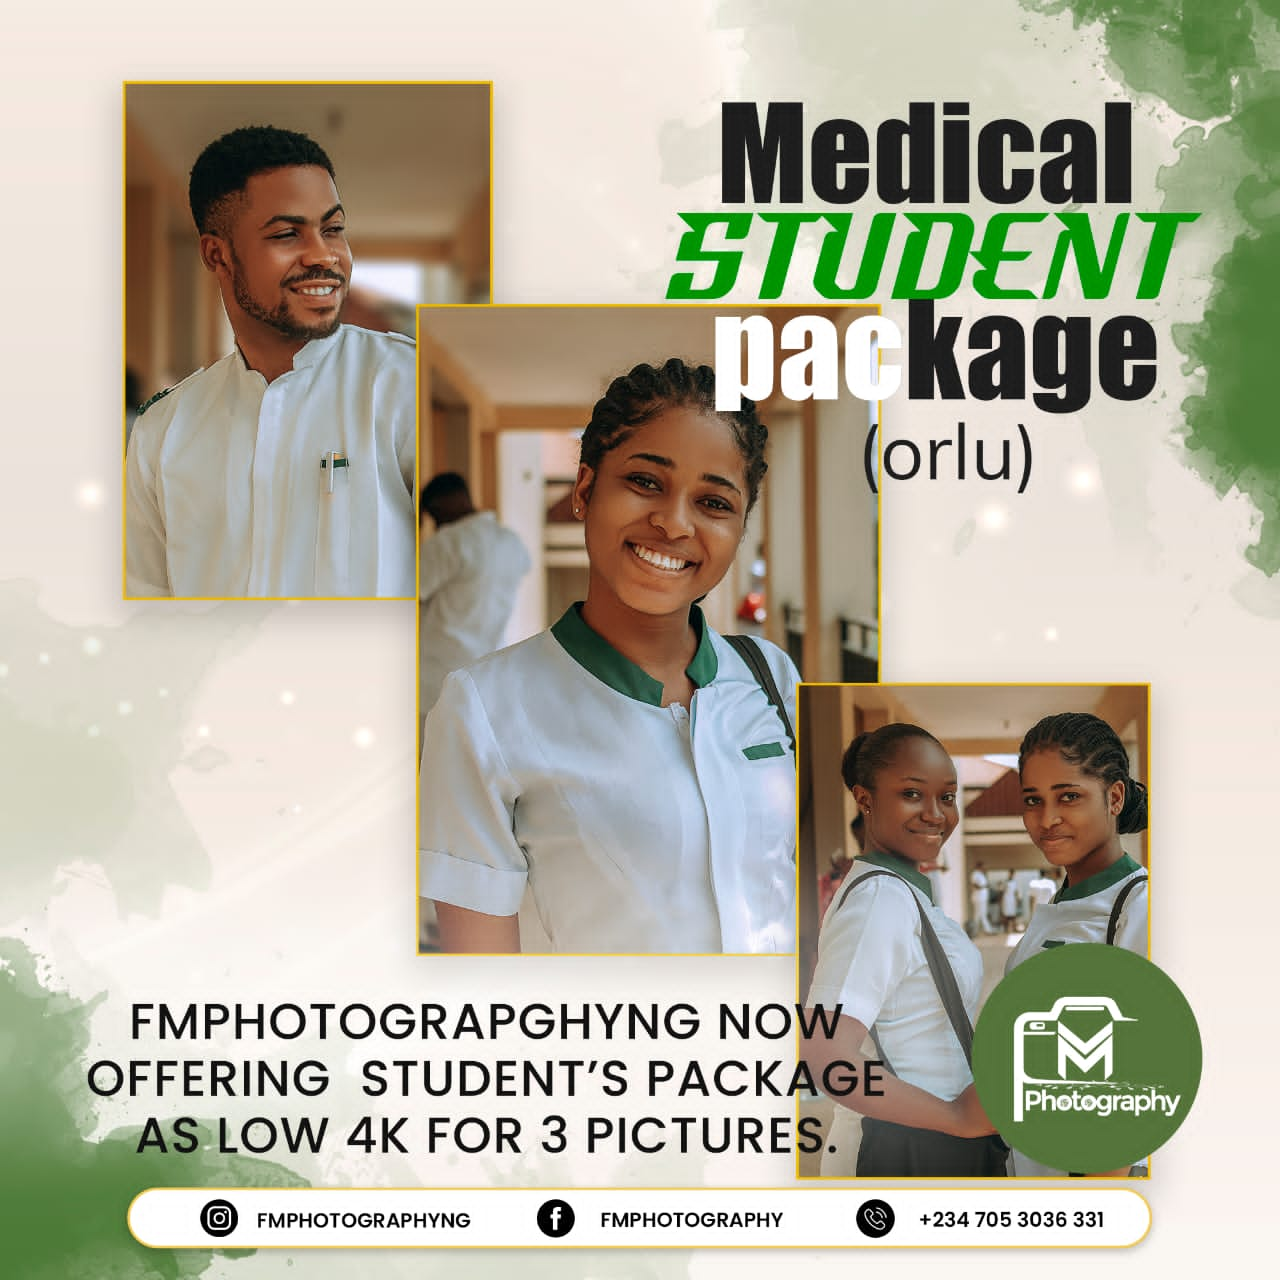 Medical
STUDENT
package
(orlu)
FMPHOTOGRAPGHYNG NOW
OFFERING STUDENT'S PACKAGE
AS LOW 4K FOR 3 PICTURES.
M
Photography
FMPHOTOGRAPHYNG
FMPHOTOGRAPHY
+234 705 3036 331